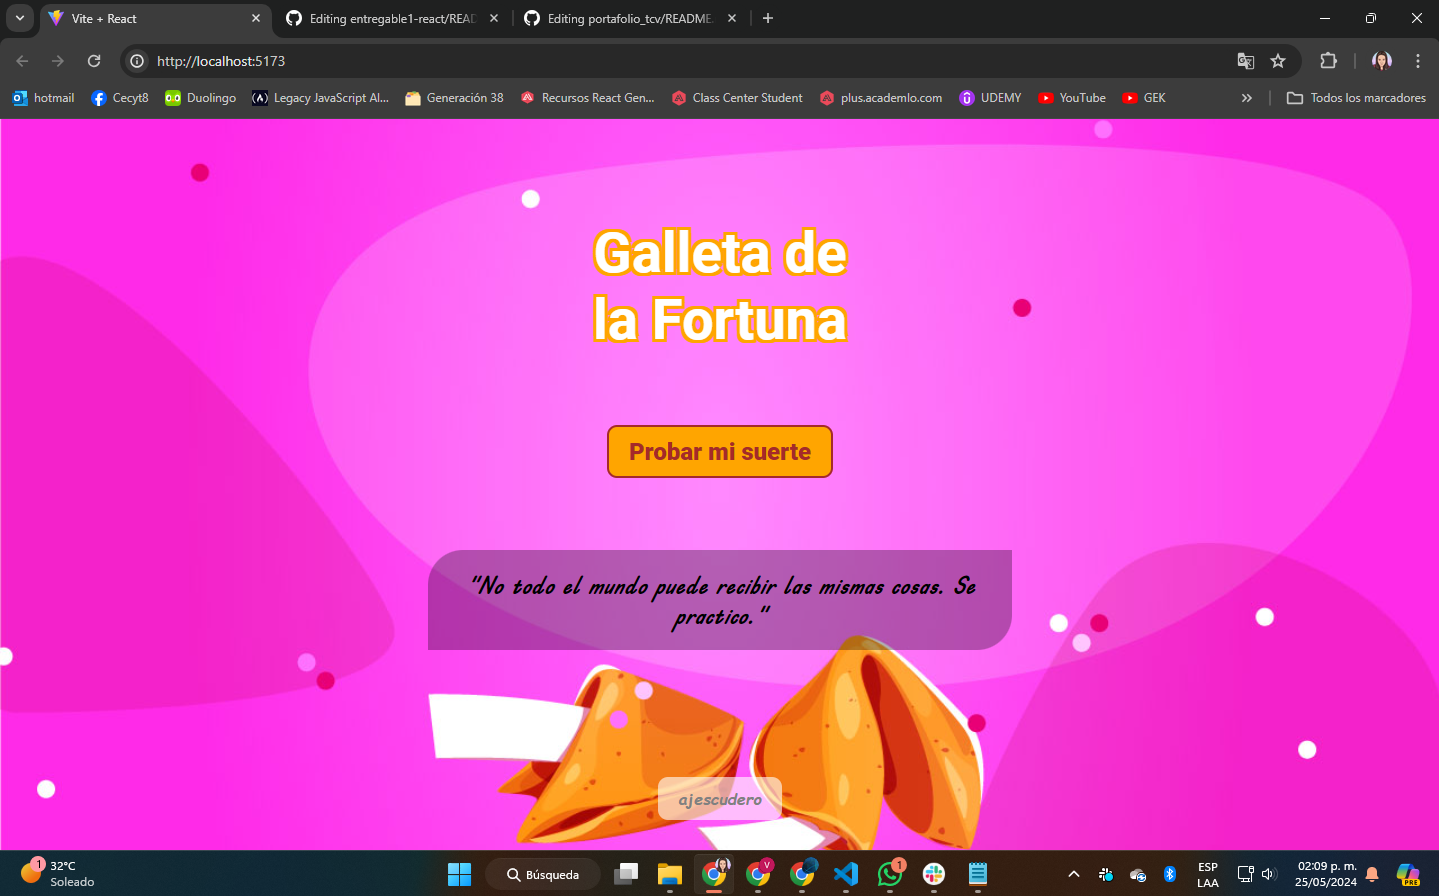 Vite + React
Editing entregable1-react/READ
Editing portafolio_tcv/README.
http://localhost:5173
hotmail
Cecyt8
Duolingo
Legacy JavaScript Al...
Generación 38
Recursos React Gen...
Class Center Student
plus.academlo.com
UDEMY
YouTube
GEK
Todos los marcadores
Galleta de
la Fortuna
Probar mi suerte
"No todo el mundo puede recibir las mismas cosas. Se
practico."
ajescudero
1
32°C
Soleado
Búsqueda
V
1
PRE
ESP
LAA
02:09 p. m.
25/05/2024